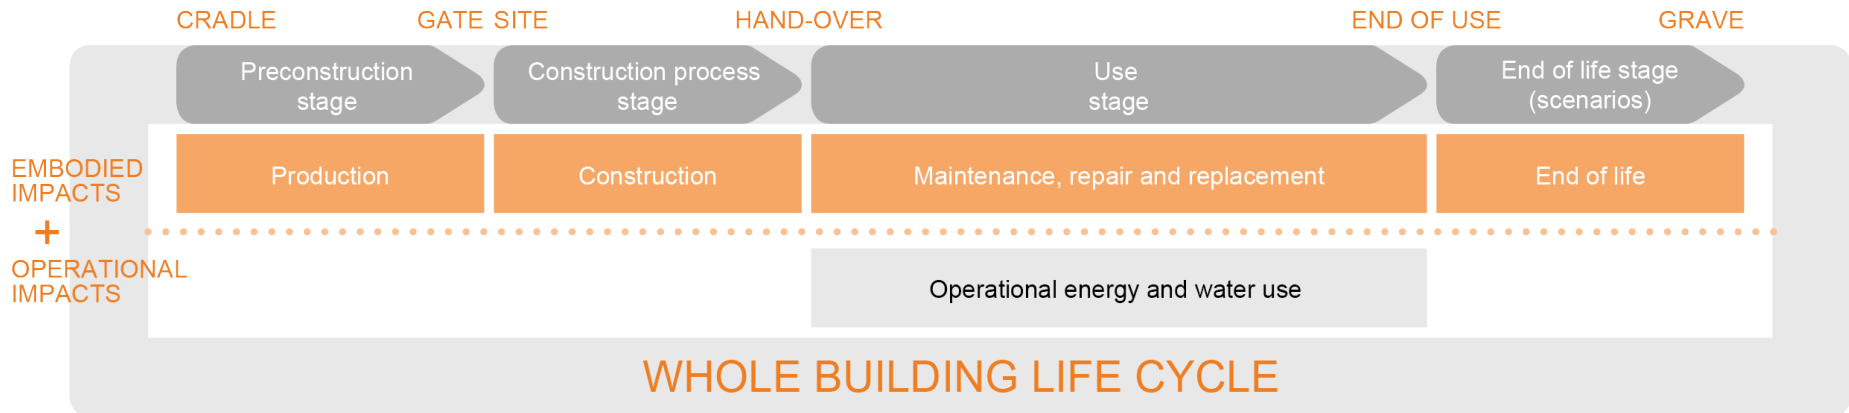 CRADLE
GATE
SITE
HAND-OVER
END OF USE
GRAVE
Preconstruction
stage
Construction process
stage
Use
stage
End of life stage
(scenarios)
EMBODIED
IMPACTS
Production
Construction
Maintenance, repair and replacement
End of life
+
OPERATIONAL
IMPACTS
Operational energy and water use
WHOLE BUILDING LIFE CYCLE